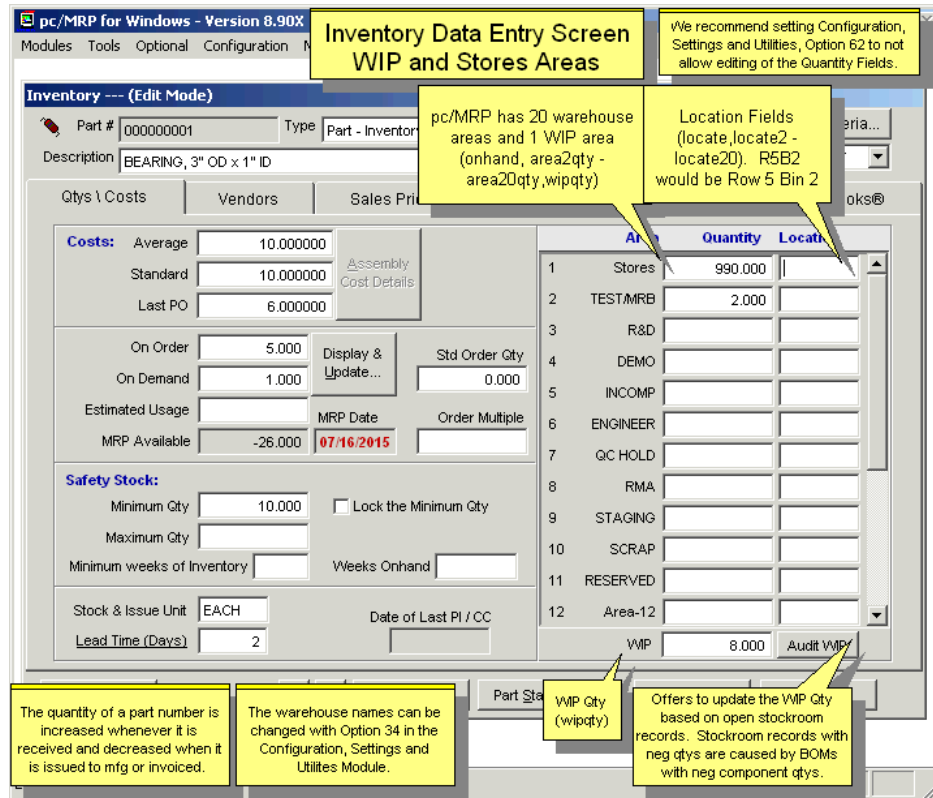 pc/MRP for Windows - Version 8.90X
Modules Tools Optional Configuration
Inventory Data Entry Screen
WIP and Stores Areas
We recommend setting Configuration,
Settings and Utilities, Option 62 to not
allow editing of the Quantity Fields.
Inventory --- (Edit Mode)
Part # 000000001 Type Part - Inventor
Description BEARING, 3" OD x 1" ID
pc/MRP has 20 warehouse
areas and 1 WIP area
(onhand, area2qty -
area20qty,wipqty)
Location Fields
(locate,locate2 -
locate20). R5B2
would be Row 5 Bin 2
Qtys \ Costs Vendors Sales Pri oks®
Costs: Average 10.000000
Standard 10.000000
Last PO 6.000000
Assembly
Cost Details
On Order 5.000
On Demand 1.000
Display &
Update...
Std Order Qty
0.000
Estimated Usage
MRP Available -26.000
MRP Date
07/16/2015
Order Multiple
Safety Stock:
Minimum Qty 10.000 Lock the Minimum Qty
Maximum Qty
Minimum weeks of Inventory Weeks Onhand
Stock & Issue Unit EACH
Lead Time (Days) 2
Date of Last PI / CC
Quantity
1 Stores 990.000
2 TEST/MRB 2.000
3 R&D
4 DEMO
5 INCOMP
6 ENGINEER
7 QC HOLD
8 RMA
9 STAGING
10 SCRAP
11 RESERVED
12 Area-12
WIP 8.000 Audit WIP
Part Sta
The quantity of a part number is
increased whenever it is
received and decreased when it
is issued to mfg or invoiced.
The warehouse names can be
changed with Option 34 in the
Configuration, Settings and
Utilites Module.
WIP Qty
(wipqty)
Offers to update the WIP Qty
based on open stockroom
records. Stockroom records with
neg qtys are caused by BOMs
with neg component qtys.